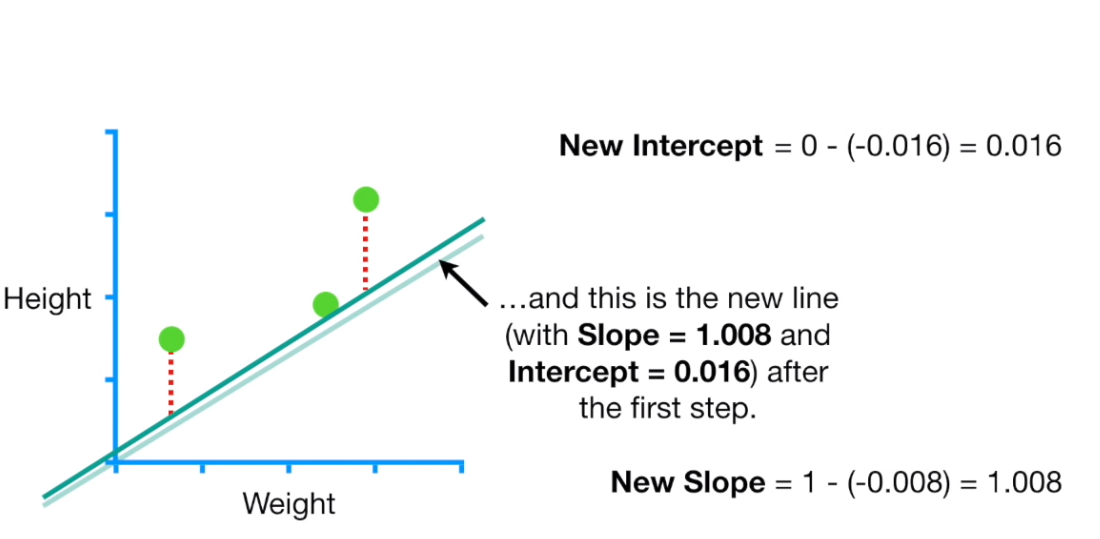 New Intercept = 0 - (-0.016) = 0.016
Height
...and this is the new line
(with Slope = 1.008 and
Intercept = 0.016) after
the first step.
New Slope = 1 - (-0.008) = 1.008
Weight